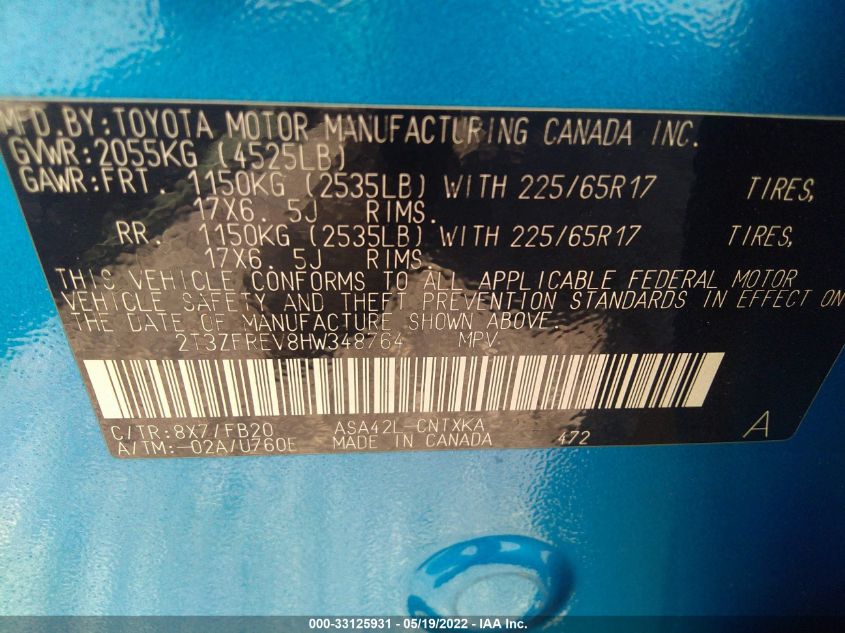 MFD.BY:TOYOTA MOTOR MANUFACTURING CANADA INC.
GVWR:2055KG (4525LB)
GAWR:FRT. 1150KG (2535LB) WITH 225/65R17 TIRES,
17X6.5J RIMS.
RR. 1150KG (2535LB) WITH 225/65R17 TIRES,
17X6.5J RIMS.
THIS VEHICLE CONFORMS TO ALL APPLICABLE FEDERAL MOTOR
VEHICLE SAFETY AND THEFT PREVENTION STANDARDS IN EFFECT ON
THE DATE OF MANUFACTURE SHOWN ABOVE.
2T3ZFREV8HW348764 MPV
C/TR:8X7/FB20 ASA42L-CNTXKA
A/TM:-02A/U760E MADE IN CANADA 472 A
000-33125931 - 05/19/2022 - IAA Inc.